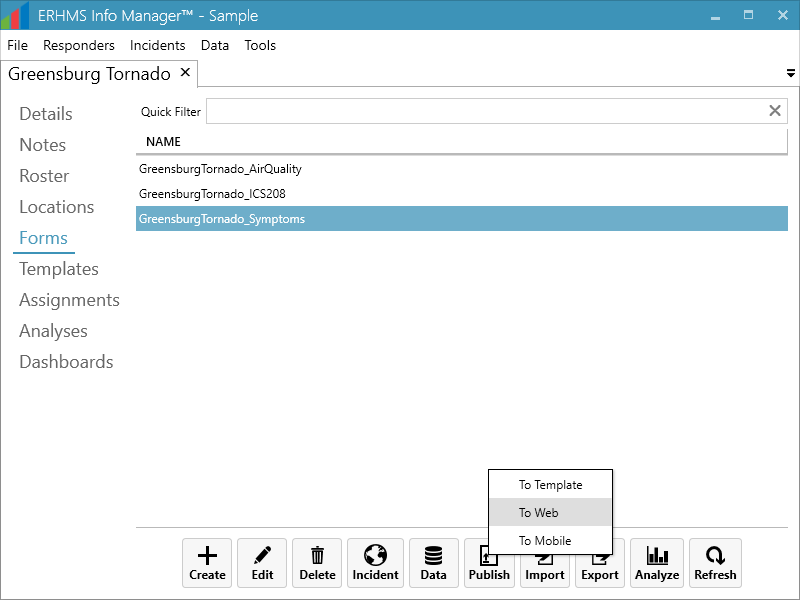 ERHMS Info Manager™ - Sample
File Responders Incidents Data Tools
Greensburg Tornado
Details
Notes
Roster
Locations
Forms
Templates
Assignments
Analyses
Dashboards
Quick Filter
NAME
GreensburgTornado_AirQuality
GreensburgTornado_ICS208
GreensburgTornado_Symptoms
To Template
To Web
To Mobile
Create Edit Delete Incident Data Publish Import Export Analyze Refresh